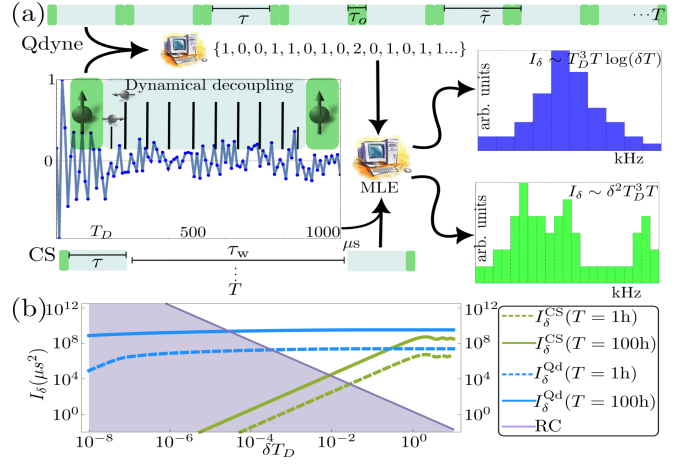 (a)
τ
τ_o
τ̃
···T
Qdyne
{1,0,0,1,1,0,1,0,2,0,1,0,1,1...}
I_δ ∼ T_D^3 T log(δT)
arb. units
kHz
1
Dynamical decoupling
0
T_D
500
1000
μs
MLE
I_δ ∼ δ^2 T_D^3 T
arb. units
kHz
CS
τ
τ_w
⋮
T
(b)
10^12
10^8
10^4
10^0
I_δ(μs^2)
10^-8
10^-6
10^-4
10^-2
10^0
δT_D
10^12
10^8
10^4
10^0
I_δ^CS(T = 1h)
I_δ^CS(T = 100h)
I_δ^Qd(T = 1h)
I_δ^Qd(T = 100h)
RC